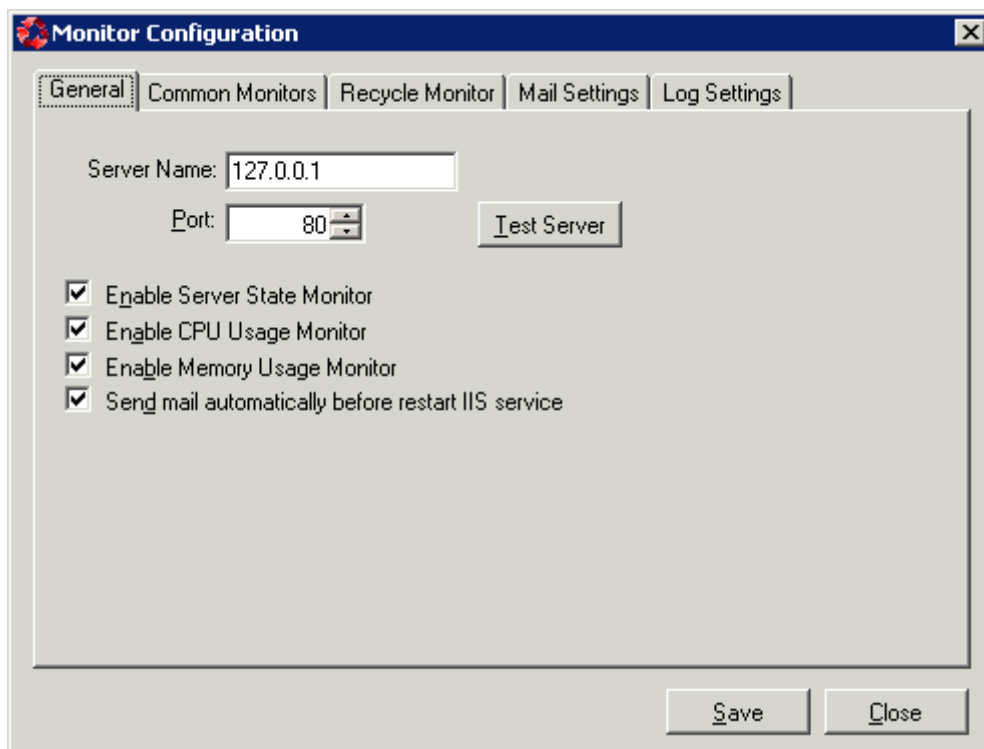 Monitor Configuration
General Common Monitors Recycle Monitor Mail Settings Log Settings
Server Name: 127.0.0.1
Port: 80 Test Server
Enable Server State Monitor
Enable CPU Usage Monitor
Enable Memory Usage Monitor
Send mail automatically before restart IIS service
Save Close